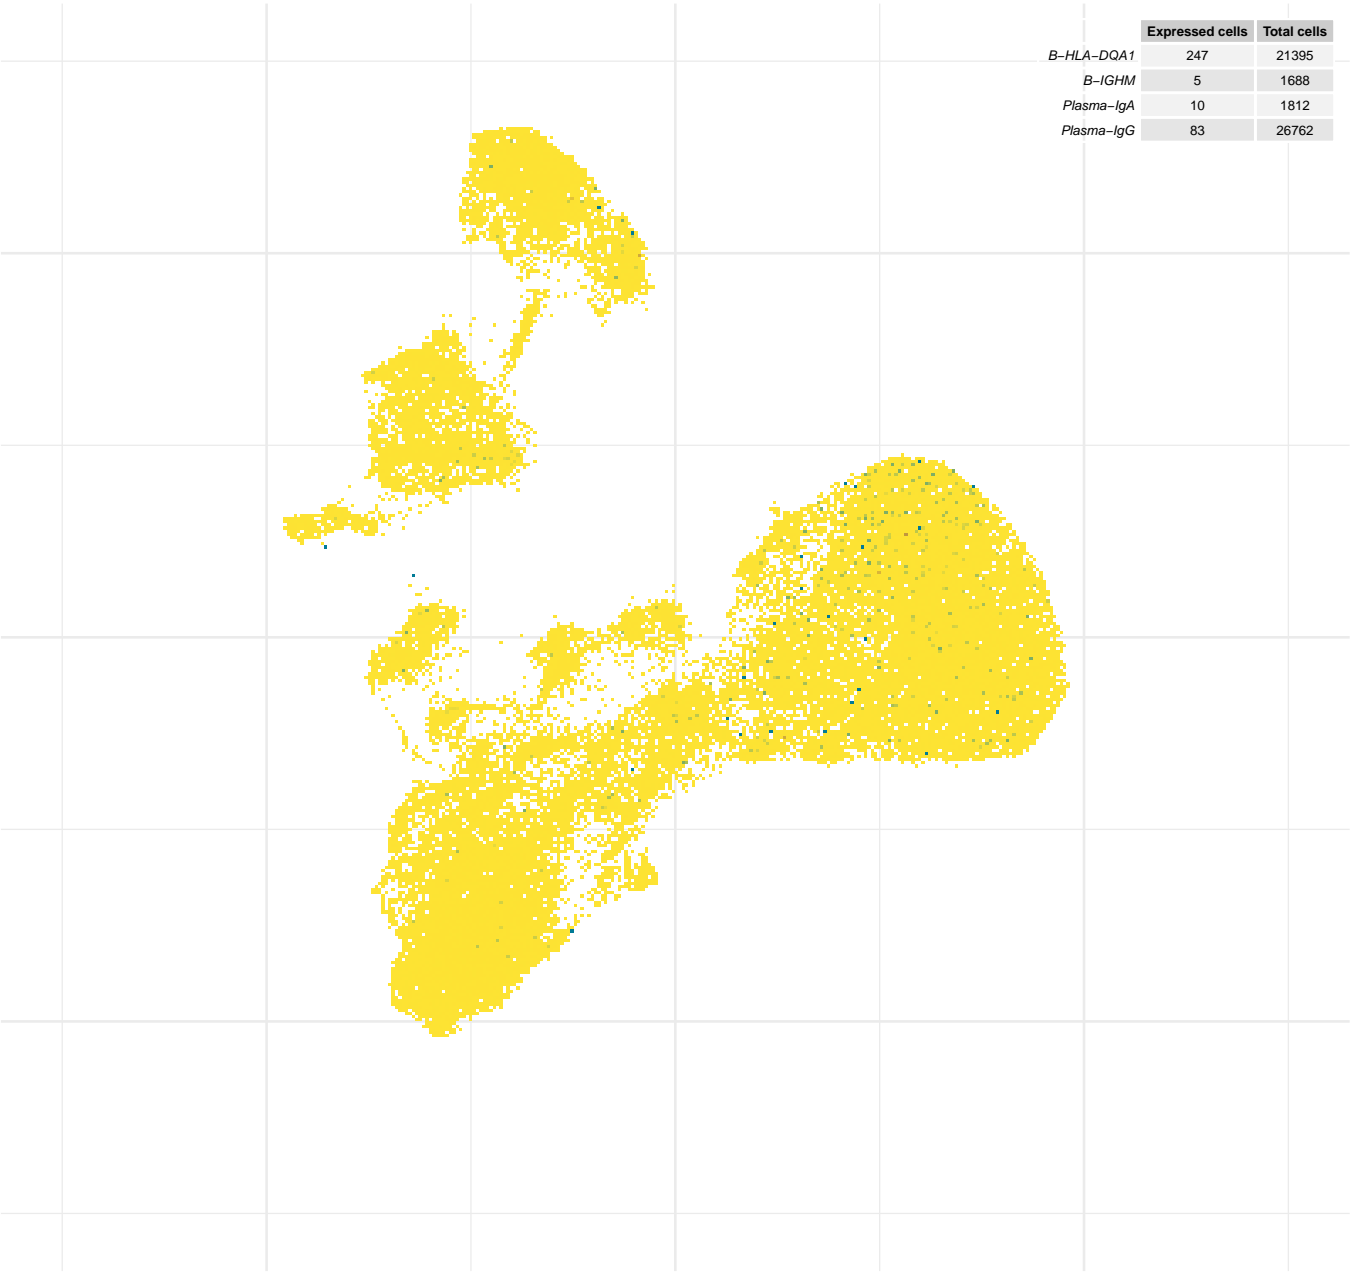 Expressed cells Total cells
B−HLA−DQA1 247 21395
B−IGHM 5 1688
Plasma−IgA 10 1812
Plasma−IgG 83 26762